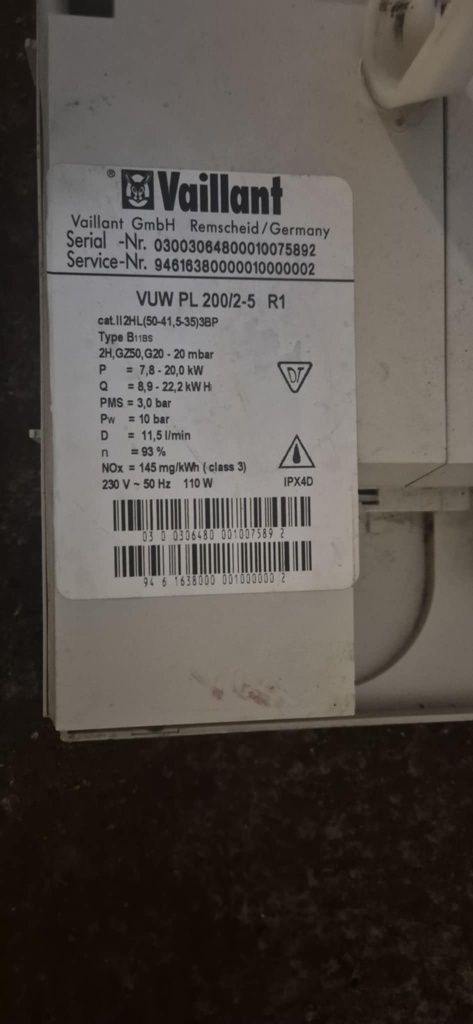 ® Vaillant
Vaillant GmbH Remscheid/Germany
Serial -Nr. 03003064800010075892
Service-Nr. 94616380000010000002
VUW PL 200/2-5 R1
cat.II2HL(50-41,5-35)3BP
Type B11BS
2H,GZ50,G20 - 20 mbar
P = 7,8 - 20,0 kW
Q = 8,9 - 22,2 kW Hi
PMS = 3,0 bar
Pw = 10 bar
D = 11,5 l/min
n = 93 %
NOx = 145 mg/kWh ( class 3)
230 V ~ 50 Hz 110 W
DT
IPX4D
03 0 0306480 001007589 2
94 6 1638000 001000000 2